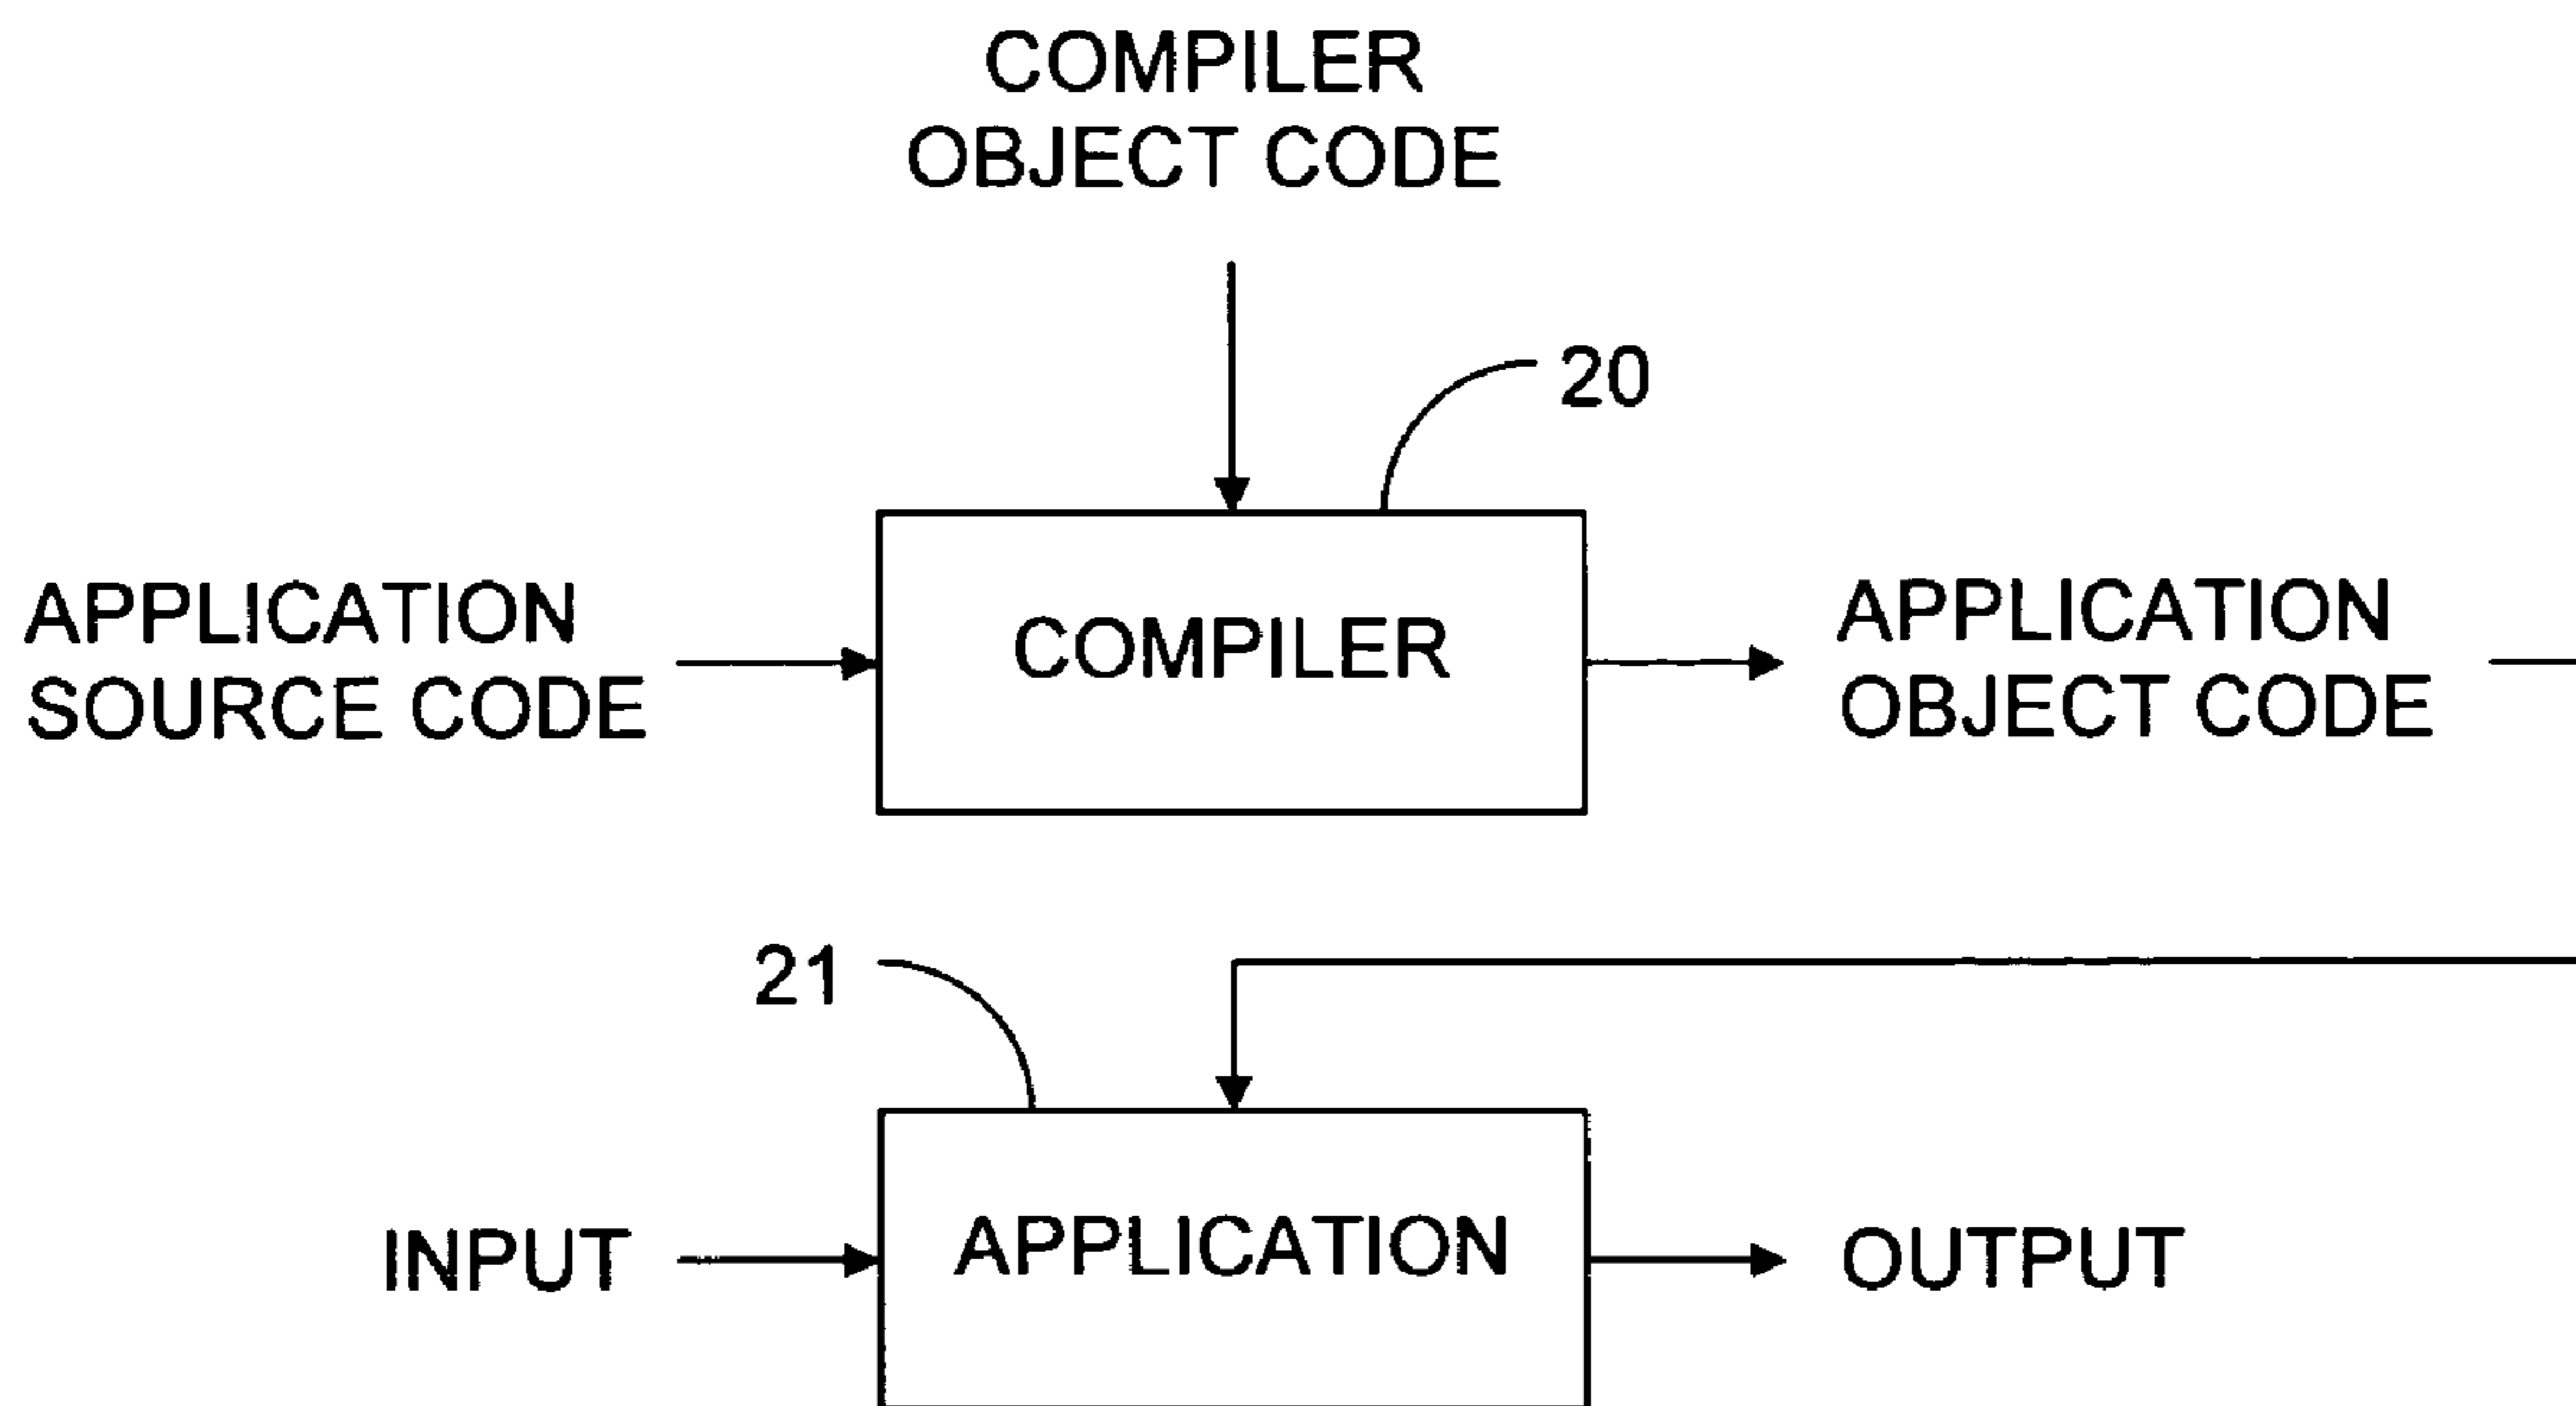 COMPILER
OBJECT CODE
20
APPLICATION
SOURCE CODE
COMPILER
APPLICATION
OBJECT CODE
21
INPUT
APPLICATION
OUTPUT